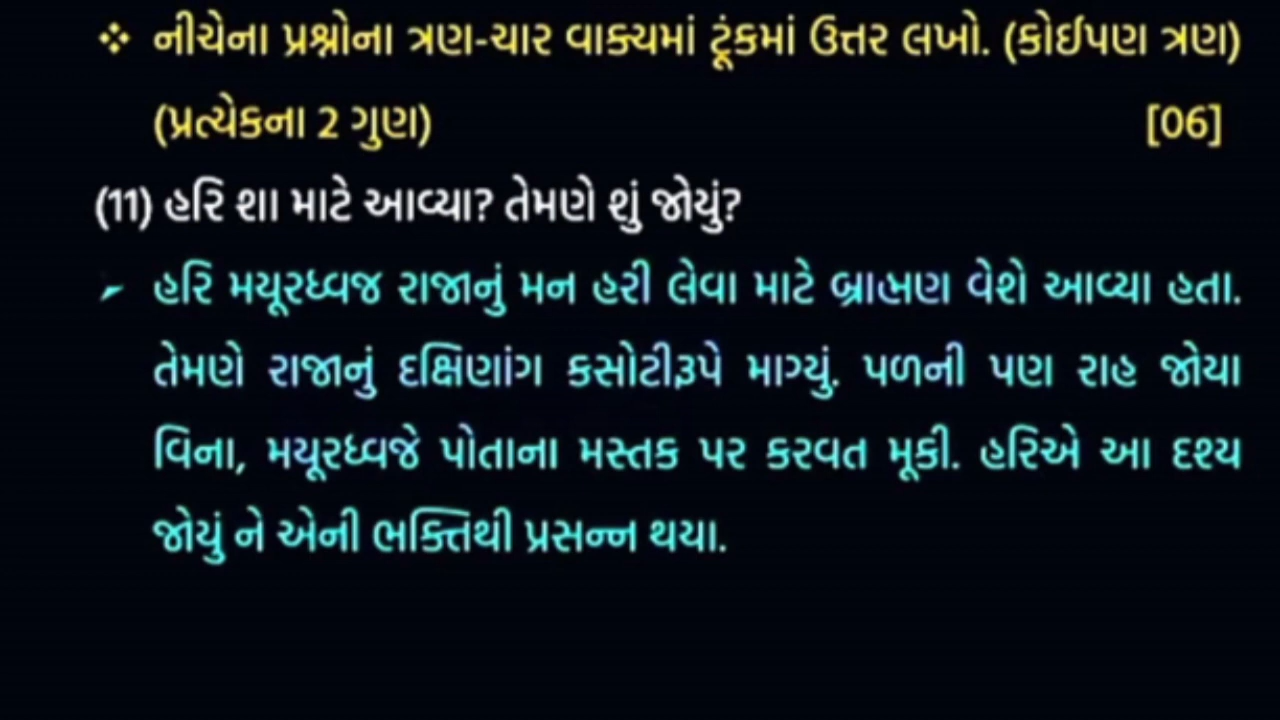 ❖ નીચેના પ્રશ્નોના ત્રણ-ચાર વાક્યમાં ટૂંકમાં ઉત્તર લખો. (કોઈપણ ત્રણ)
(પ્રત્યેકના 2 ગુણ) [06]
(11) હરિ શા માટે આવ્યા? તેમણે શું જોયું?
➢ હરિ મયૂરધ્વજ રાજાનું મન હરી લેવા માટે બ્રાહ્મણ વેશે આવ્યા હતા.
તેમણે રાજાનું દક્ષિણાંગ કસોટીરૂપે માગ્યું. પળની પણ રાહ જોયા
વિના, મયૂરધ્વજે પોતાના મસ્તક પર કરવત મૂકી. હરિએ આ દશ્ય
જોયું ને એની ભક્તિથી પ્રસન્ન થયા.